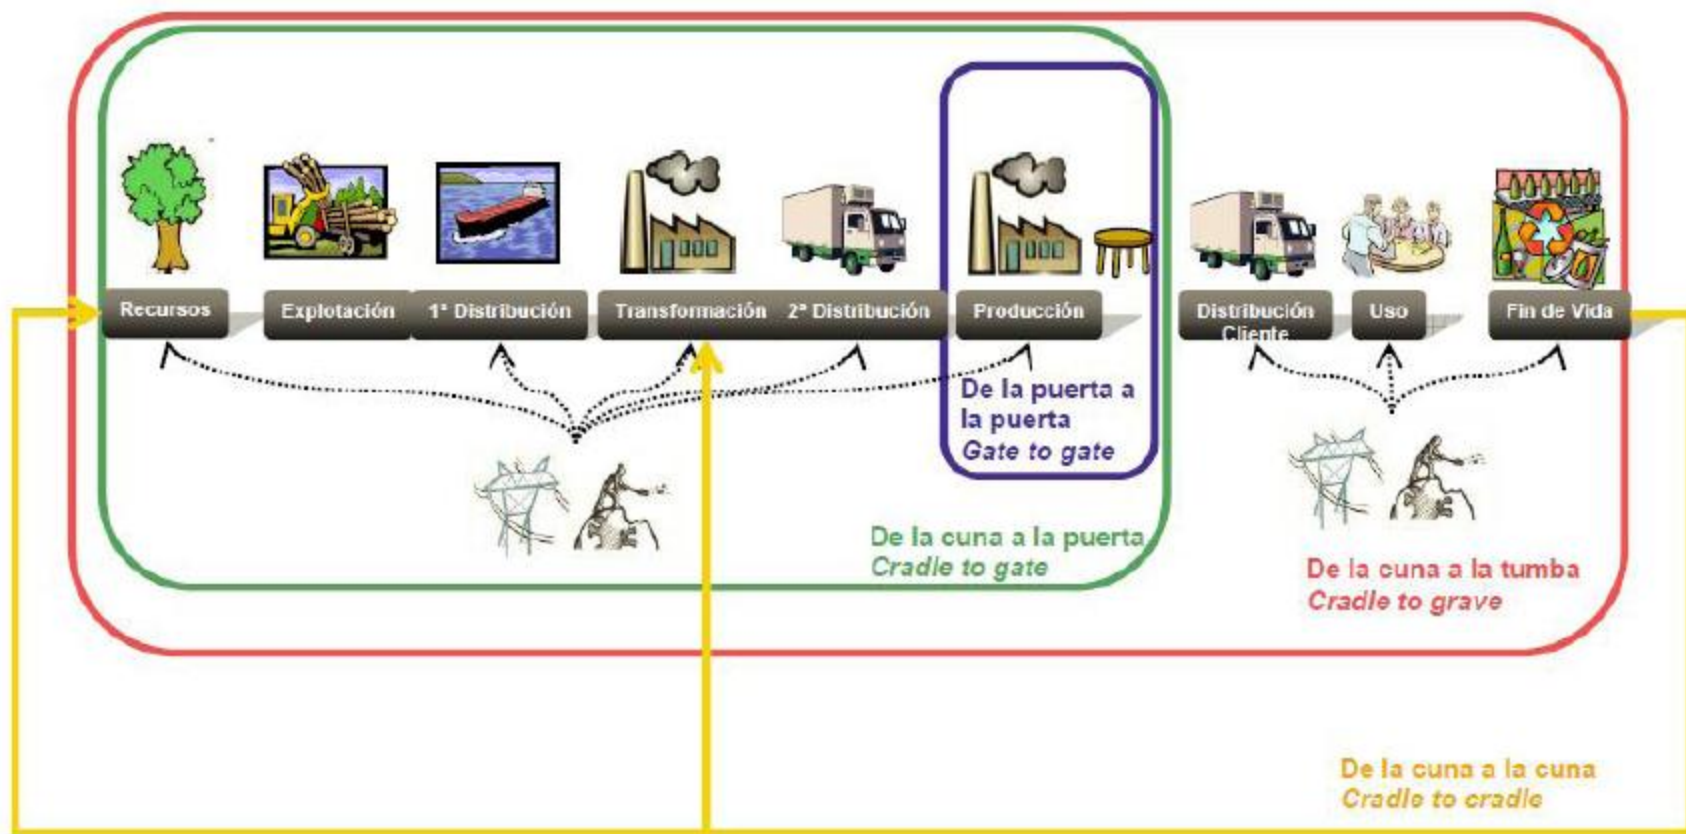 Recursos
Explotación
1ª Distribución
Transformación
2ª Distribución
Producción
Distribución
Cliente
Uso
Fin de Vida
De la puerta a
la puerta
Gate to gate
De la cuna a la puerta
Cradle to gate
De la cuna a la tumba
Cradle to grave
De la cuna a la cuna
Cradle to cradle